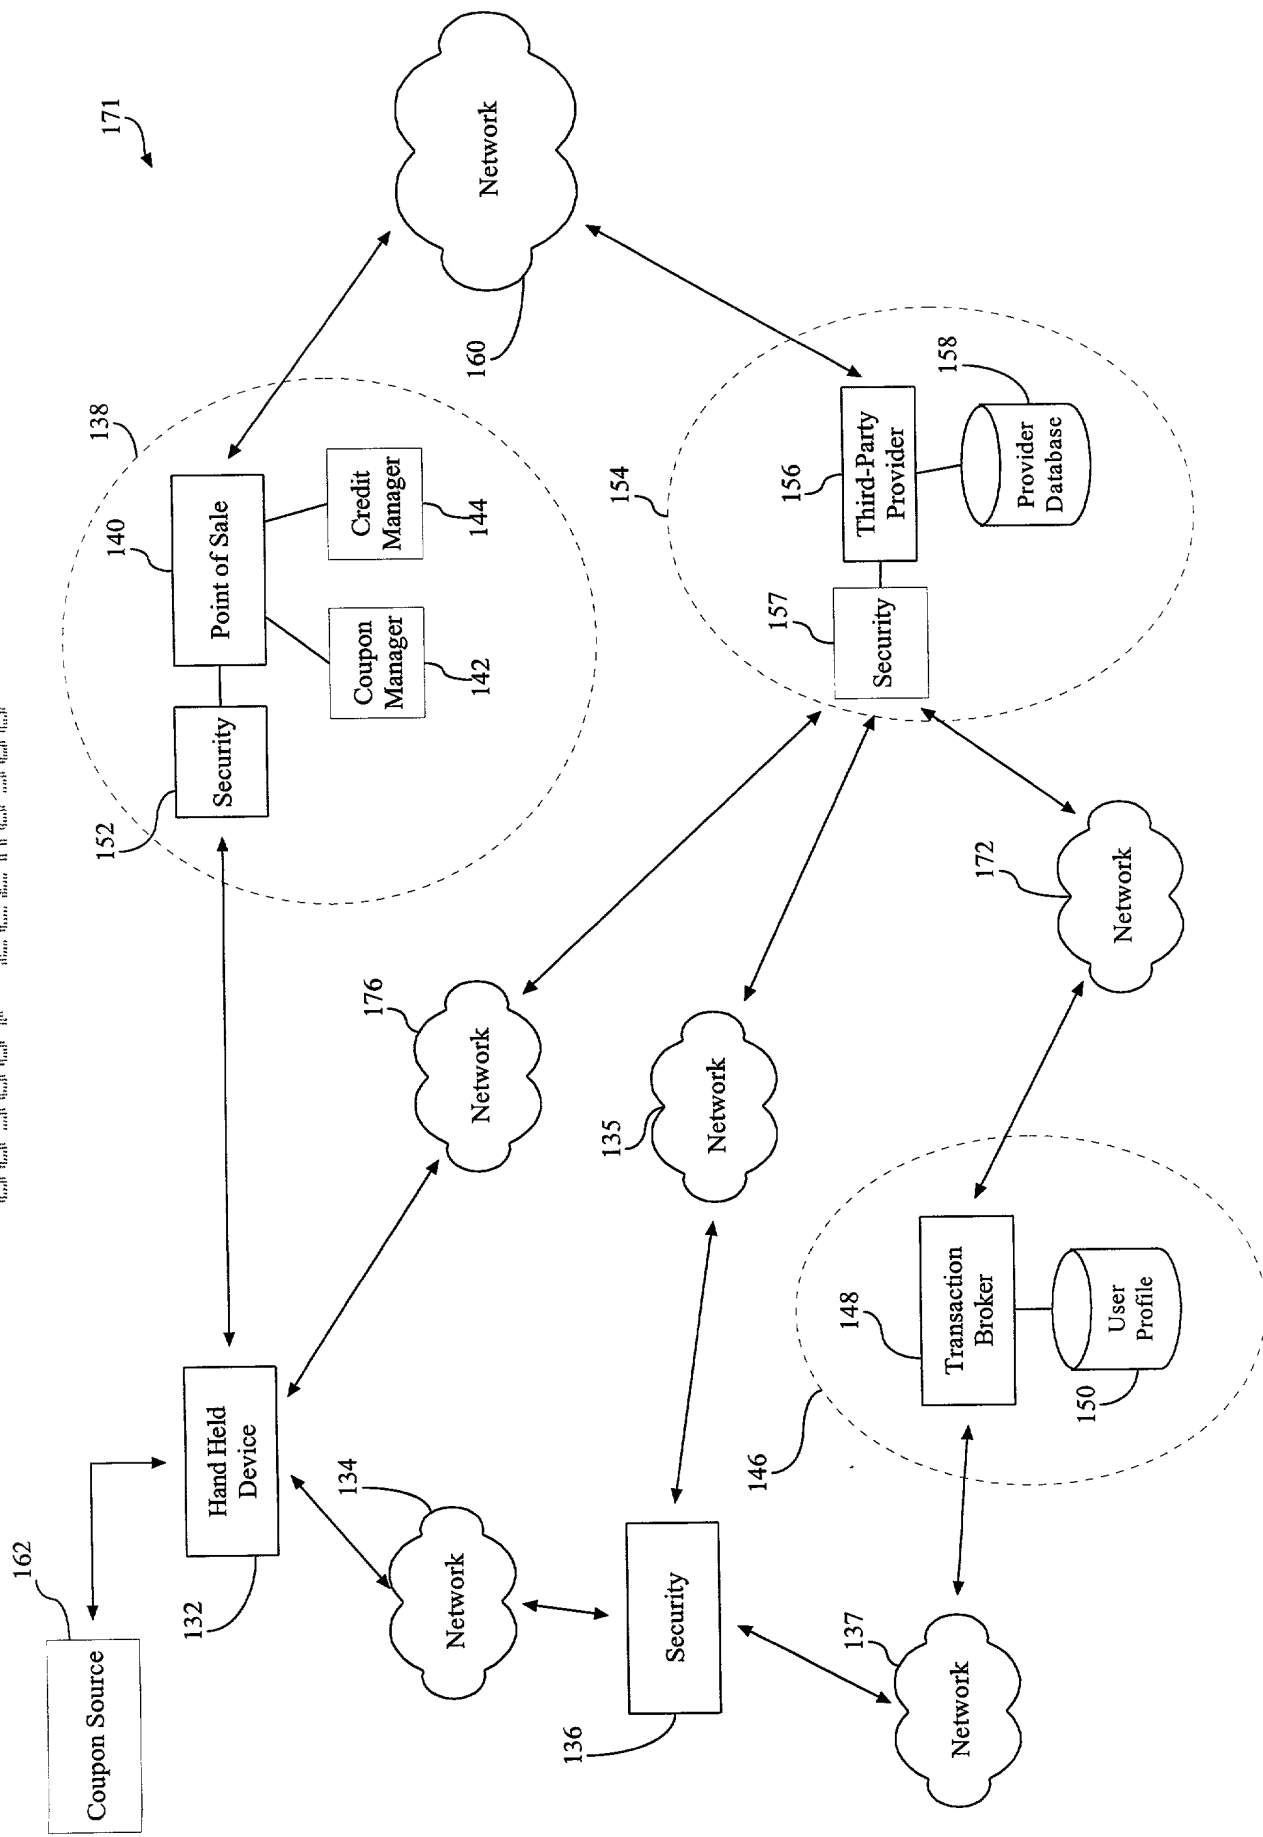 171
162
Coupon Source
Hand Held
Device
132
152
Security
140
Point of Sale
138
Coupon
Manager
142
Credit
Manager
144
Network
160
134
Network
176
Network
136
Security
135
Network
154
157
Security
156
Third-Party
Provider
158
Provider
Database
137
Network
146
148
Transaction
Broker
User
Profile
150
172
Network